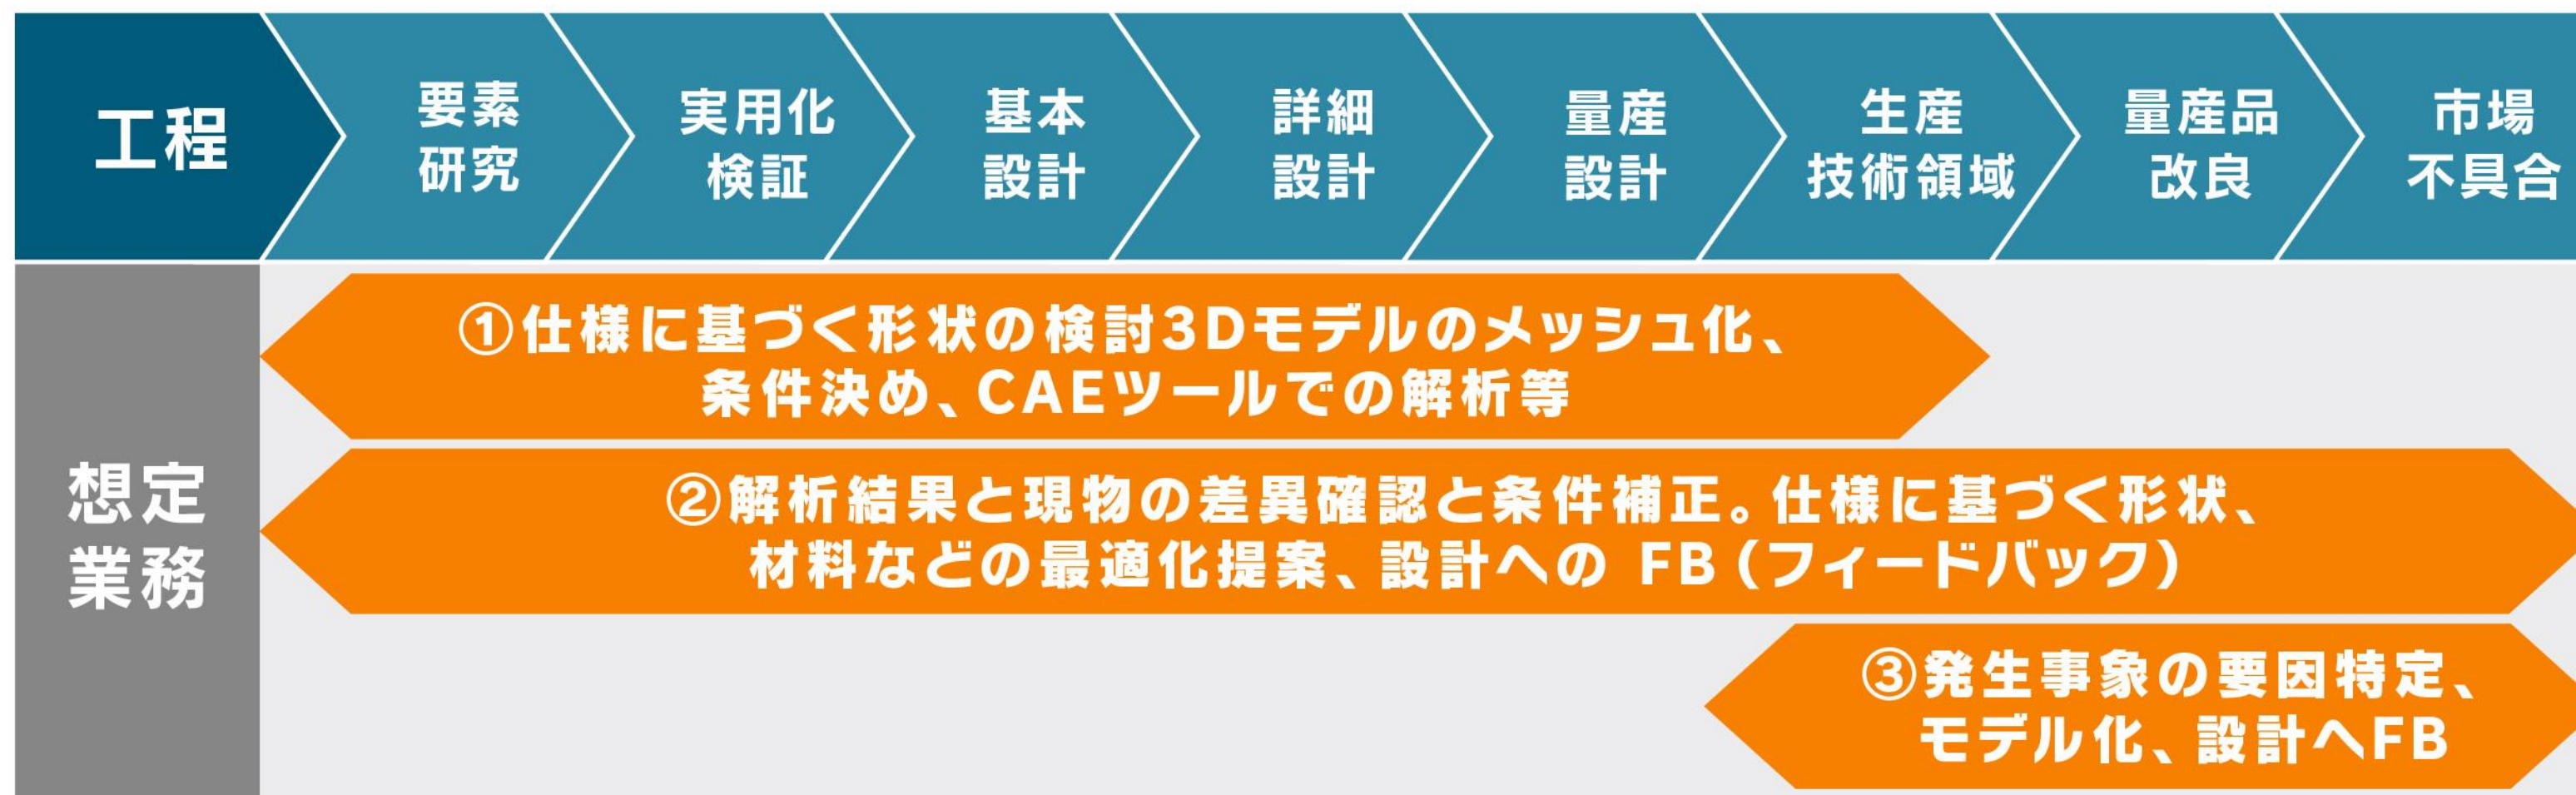 工程
要素
研究
実用化
検証
基本
設計
詳細
設計
量産
設計
生産
技術領域
量産品
改良
市場
不具合
想定
業務
①仕様に基づく形状の検討3Dモデルのメッシュ化、
条件決め、CAEツールでの解析等
②解析結果と現物の差異確認と条件補正。仕様に基づく形状、
材料などの最適化提案、設計への FB(フィードバック)
③発生事象の要因特定、
モデル化、設計へFB